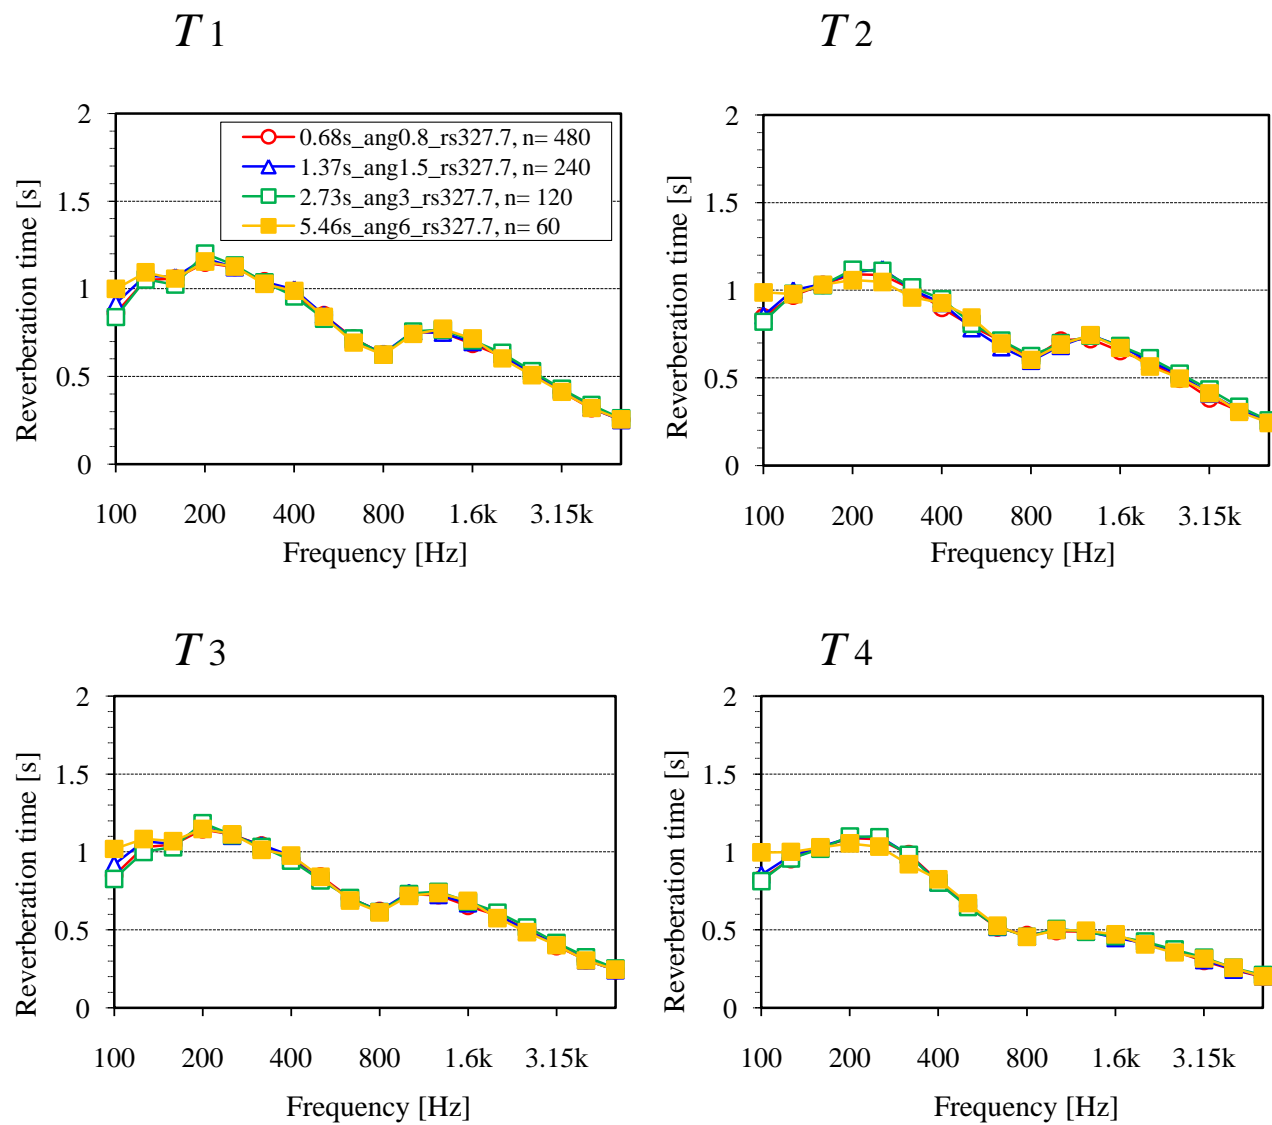 T 1
2
1.5
1
0.5
0
Reverberation time [s]
0.68s_ang0.8_rs327.7, n= 480
1.37s_ang1.5_rs327.7, n= 240
2.73s_ang3_rs327.7, n= 120
5.46s_ang6_rs327.7, n= 60
100 200 400 800 1.6k 3.15k
Frequency [Hz]
T 2
2
1.5
1
0.5
0
Reverberation time [s]
100 200 400 800 1.6k 3.15k
Frequency [Hz]
T 3
2
1.5
1
0.5
0
Reverberation time [s]
100 200 400 800 1.6k 3.15k
Frequency [Hz]
T 4
2
1.5
1
0.5
0
Reverberation time [s]
100 200 400 800 1.6k 3.15k
Frequency [Hz]